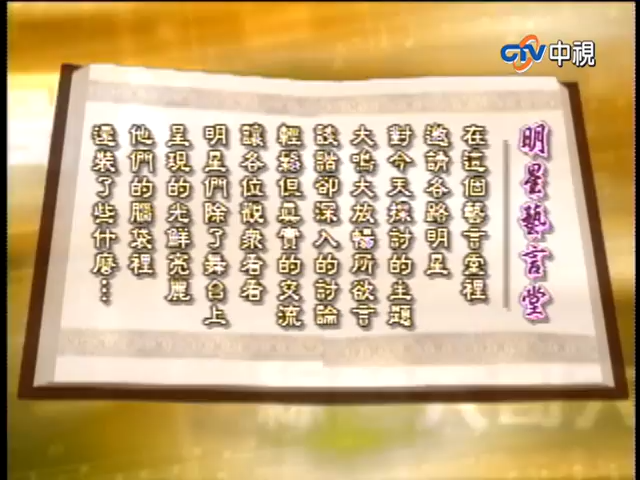 CTV中視
明星藝言堂
在這個藝言堂裡
邀請各路明星
對今天探討的主題
大鳴大放暢所欲言
詼諧卻深入的討論
輕鬆但真實的交流
讓各位觀眾看看
明星們除了舞台上
呈現的光鮮亮麗
他們的腦袋裡
還裝了些什麼…